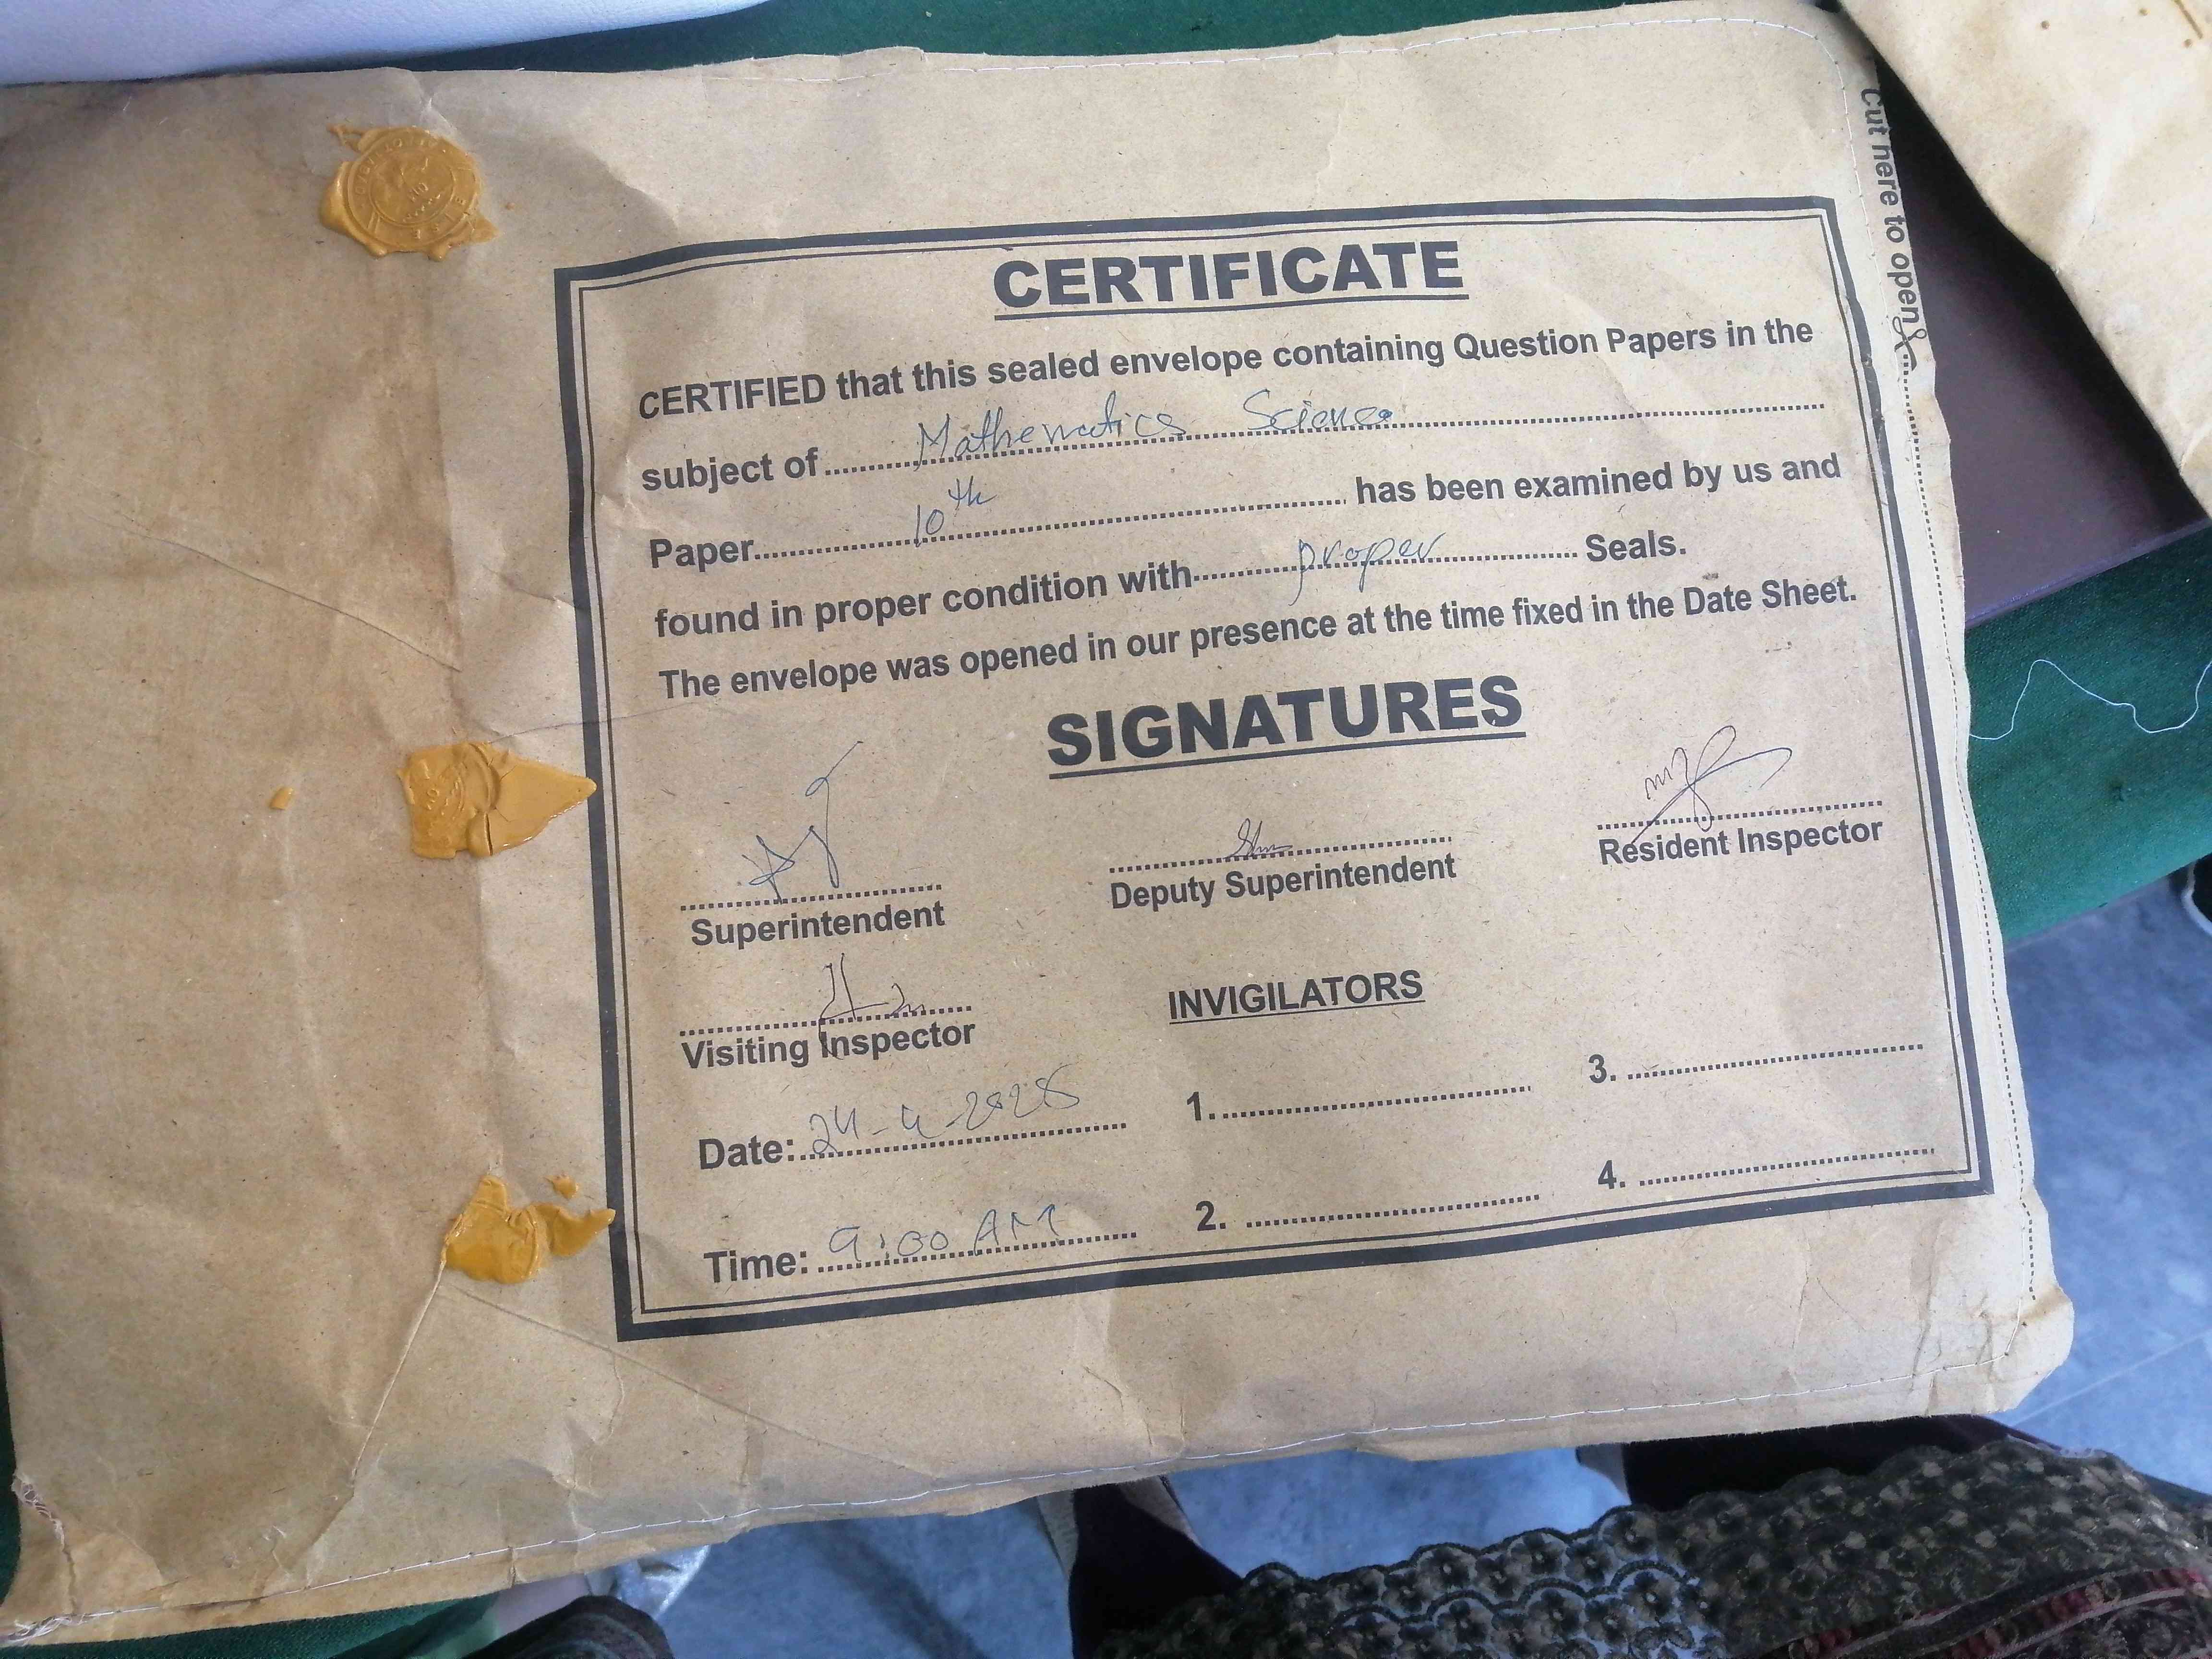 Cut here to open
CERTIFICATE
CERTIFIED that this sealed envelope containing Question Papers in the
subject of Mathematics Science
Paper 10th has been examined by us and
found in proper condition with proper Seals.
The envelope was opened in our presence at the time fixed in the Date Sheet.
SIGNATURES
Superintendent
Deputy Superintendent
Resident Inspector
Visiting Inspector
INVIGILATORS
Date: 24-4-2025
1.
3.
Time: 9:00 AM
2.
4.